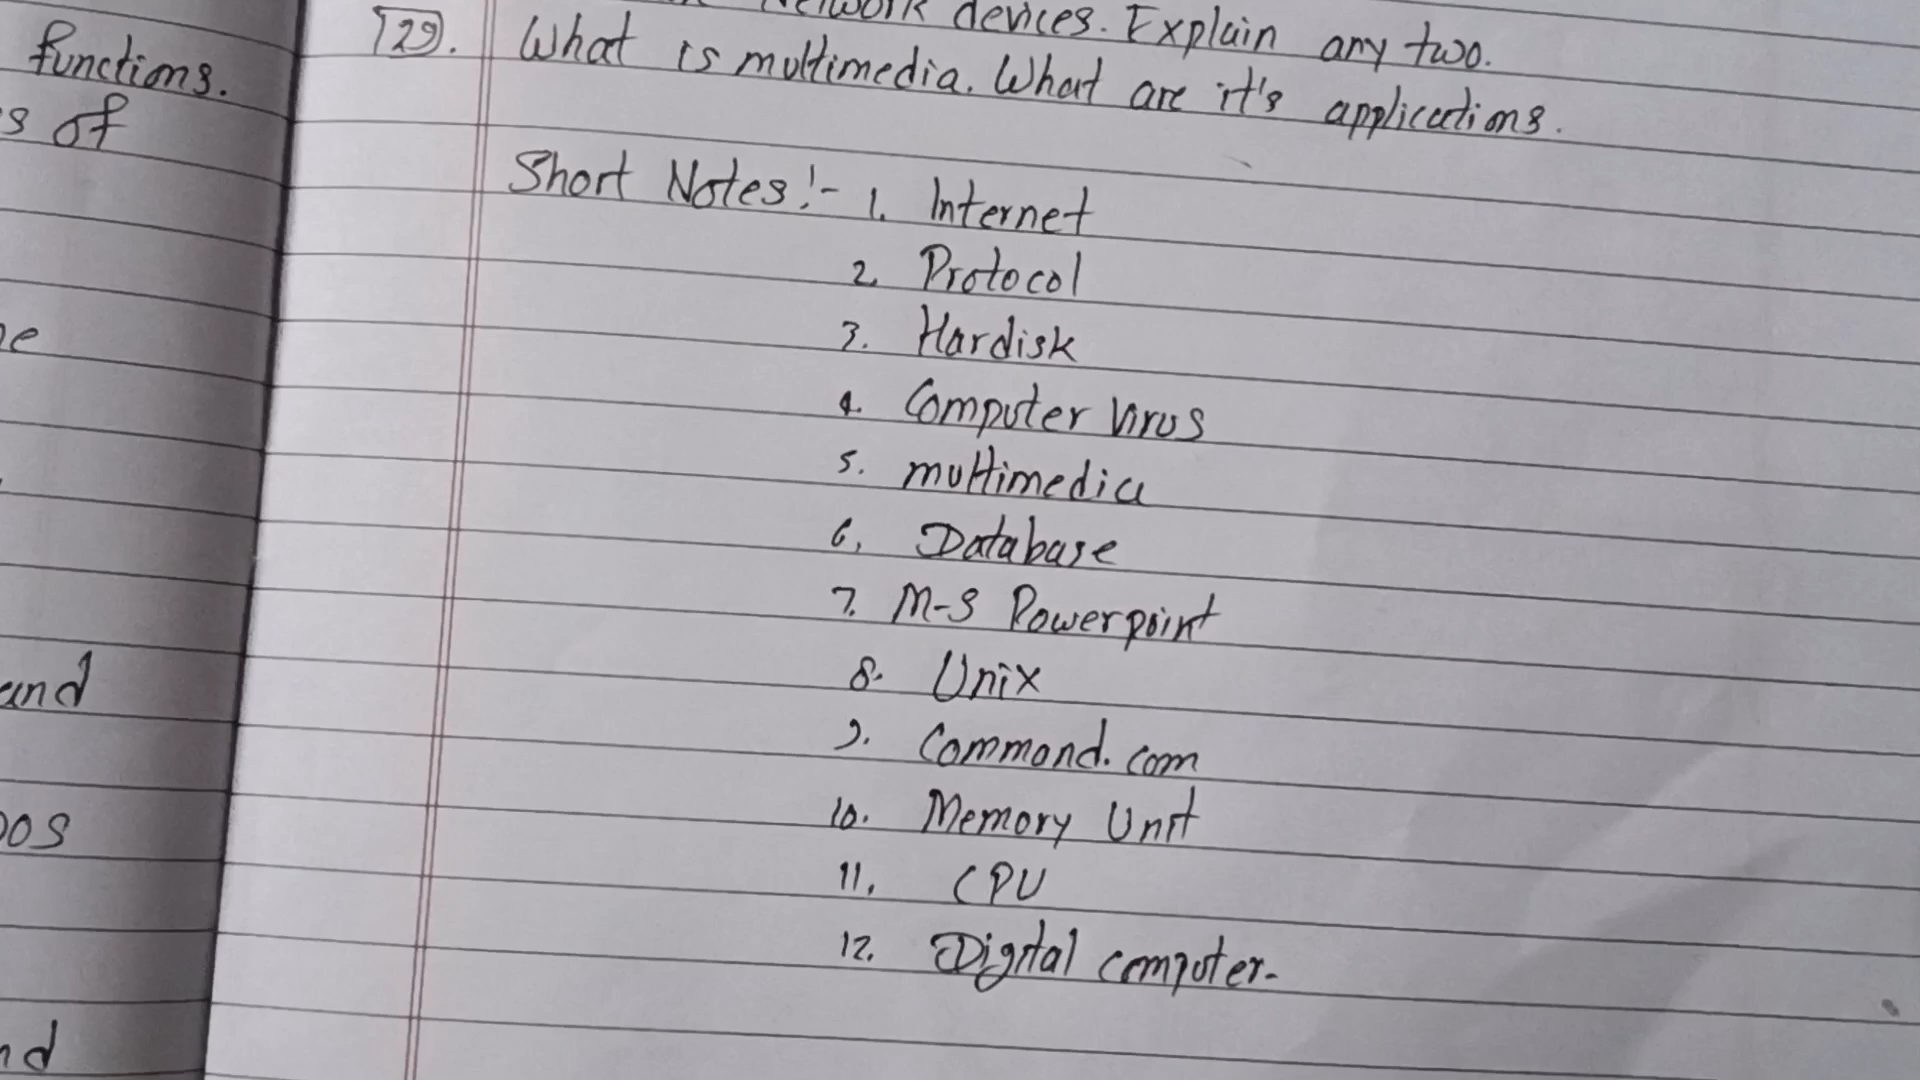 functions.
s of
e
and
os
nd
Network devices. Explain any two.
29. What is multimedia. What are it's applications.
Short Notes:- 1. Internet
2. Protocol
3. Hardisk
4. Computer Virus
5. multimedia
6. Database
7. M-S Powerpoint
8. Unix
9. Command.com
10. Memory Unit
11. CPU
12. Digital computer.